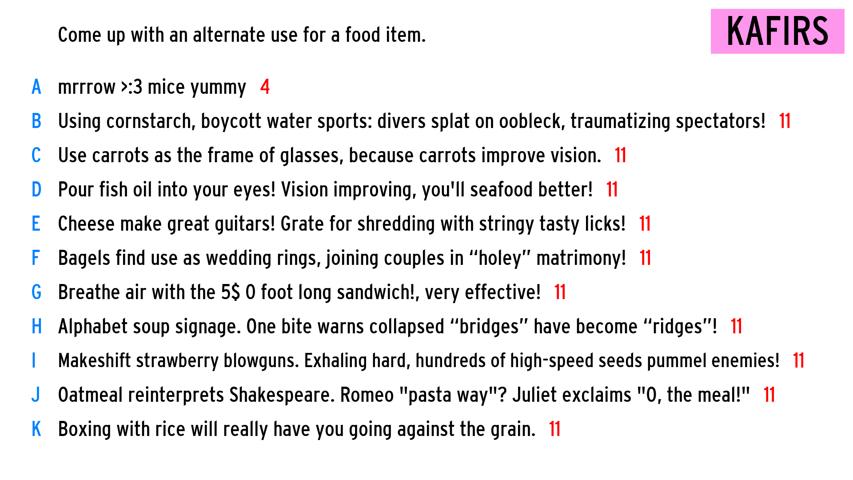 Come up with an alternate use for a food item.
KAFIRS
A mrrrow >:3 mice yummy 4
B Using cornstarch, boycott water sports: divers splat on oobleck, traumatizing spectators! 11
C Use carrots as the frame of glasses, because carrots improve vision. 11
D Pour fish oil into your eyes! Vision improving, you'll seafood better! 11
E Cheese make great guitars! Grate for shredding with stringy tasty licks! 11
F Bagels find use as wedding rings, joining couples in “holey” matrimony! 11
G Breathe air with the 5$ 0 foot long sandwich!, very effective! 11
H Alphabet soup signage. One bite warns collapsed “bridges” have become “ridges”! 11
I Makeshift strawberry blowguns. Exhaling hard, hundreds of high-speed seeds pummel enemies! 11
J Oatmeal reinterprets Shakespeare. Romeo "pasta way"? Juliet exclaims "O, the meal!" 11
K Boxing with rice will really have you going against the grain. 11